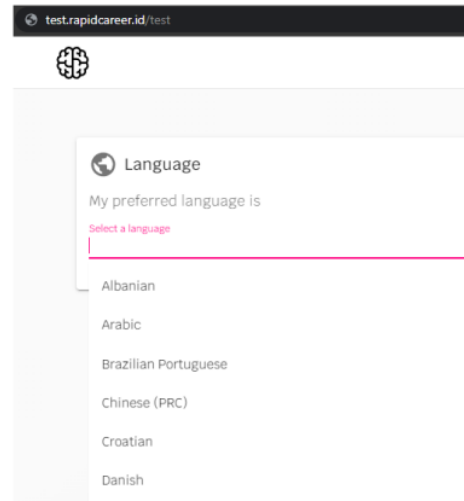 test.rapidcareer.id/test
Language
My preferred language is
Select a language
Albanian
Arabic
Brazilian Portuguese
Chinese (PRC)
Croatian
Danish